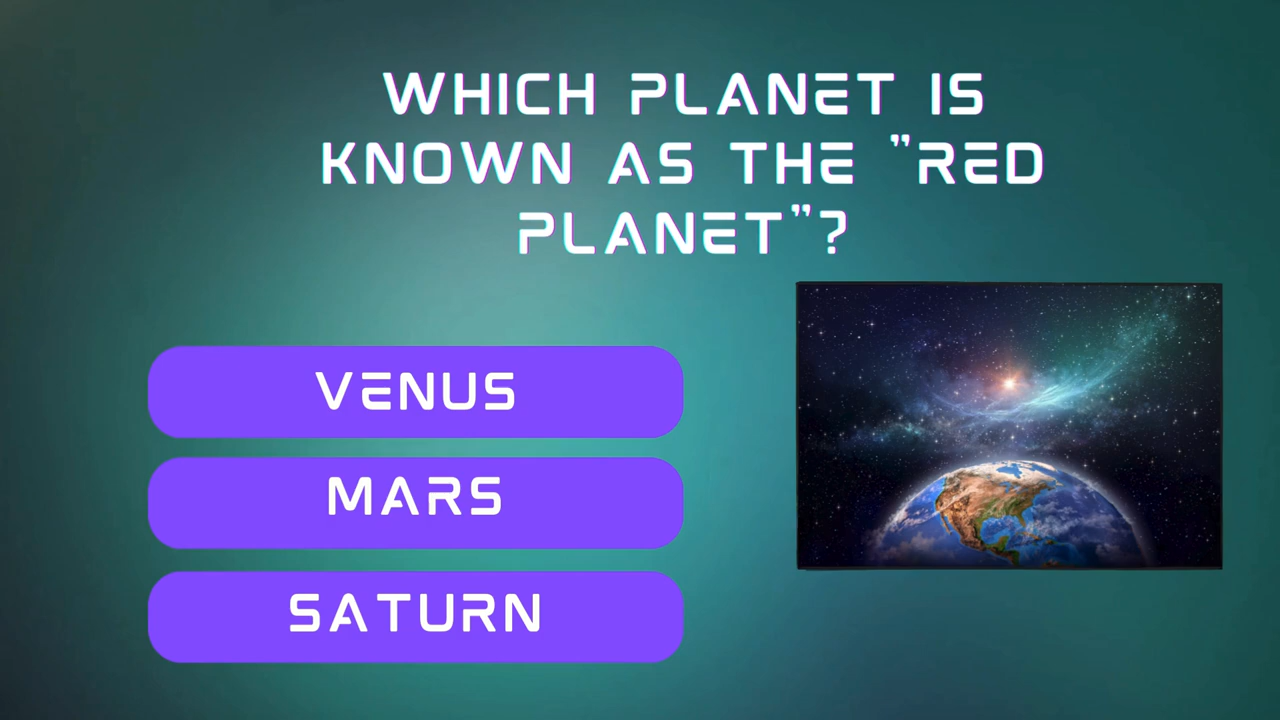 WHICH PLANET IS
KNOWN AS THE "RED
PLANET"?
VENUS
MARS
SATURN